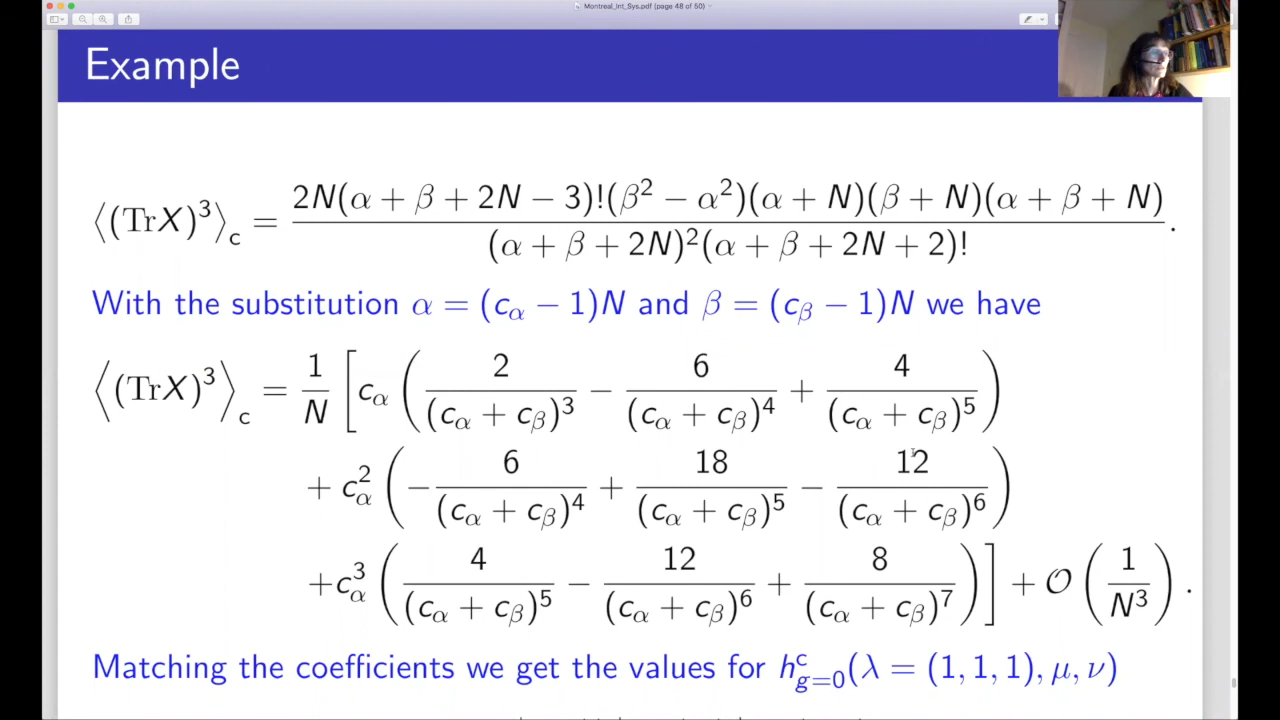 Montreal_Int_Sys.pdf (page 48 of 50)
Example
⟨(TrX)³⟩_c = 2N(α + β + 2N − 3)!(β² − α²)(α + N)(β + N)(α + β + N) / (α + β + 2N)²(α + β + 2N + 2)! .
With the substitution α = (c_α − 1)N and β = (c_β − 1)N we have
⟨(TrX)³⟩_c = 1/N [ c_α ( 2/(c_α + c_β)³ − 6/(c_α + c_β)⁴ + 4/(c_α + c_β)⁵ )
+ c_α² ( − 6/(c_α + c_β)⁴ + 18/(c_α + c_β)⁵ − 12/(c_α + c_β)⁶ )
+c_α³ ( 4/(c_α + c_β)⁵ − 12/(c_α + c_β)⁶ + 8/(c_α + c_β)⁷ ) ] + O ( 1/N³ ) .
Matching the coefficients we get the values for h^c_{g=0}(λ = (1, 1, 1), μ, ν)